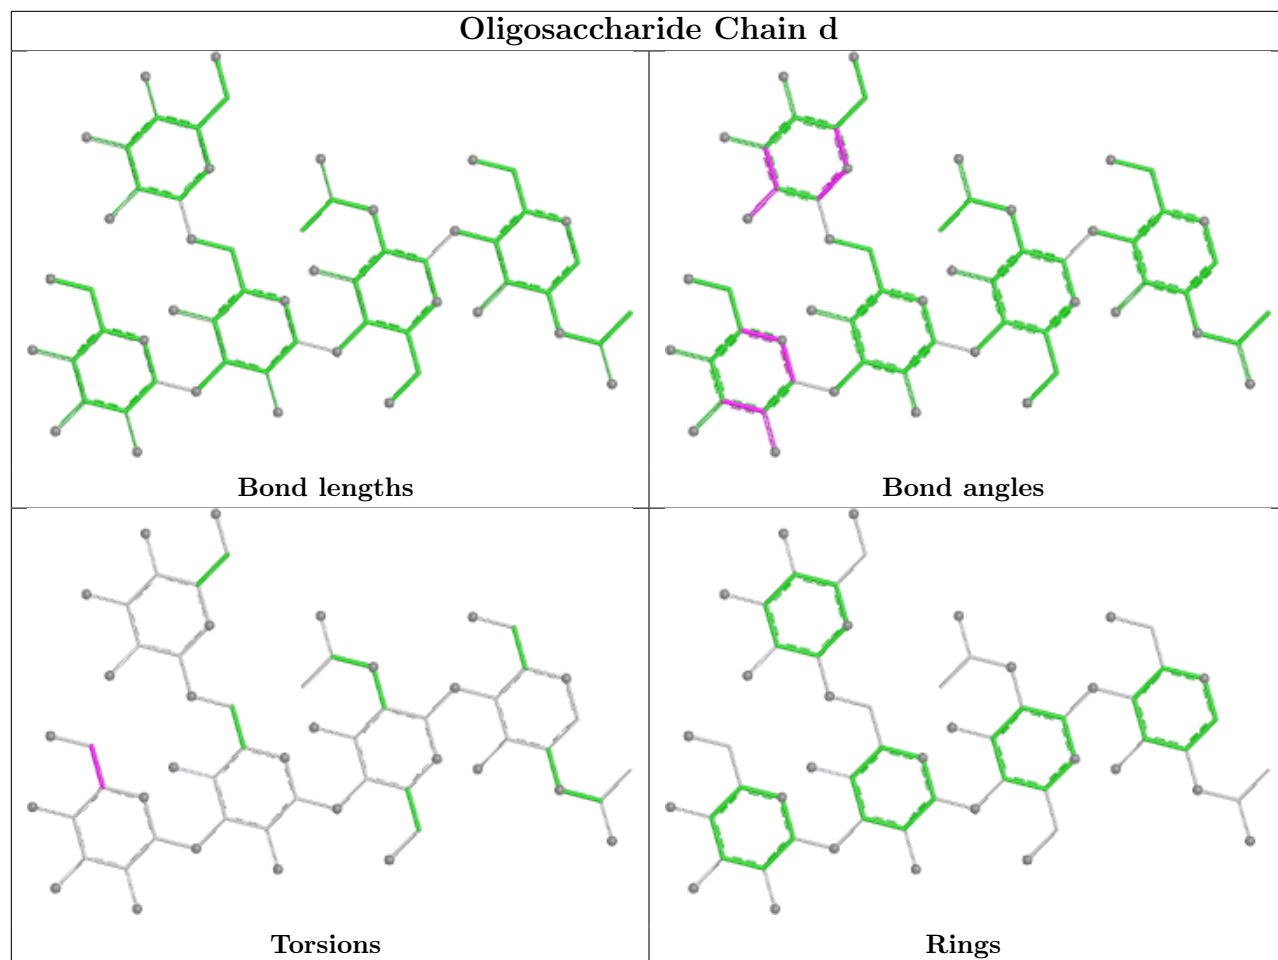 Oligosaccharide Chain d
Bond lengths
Bond angles
Torsions
Rings